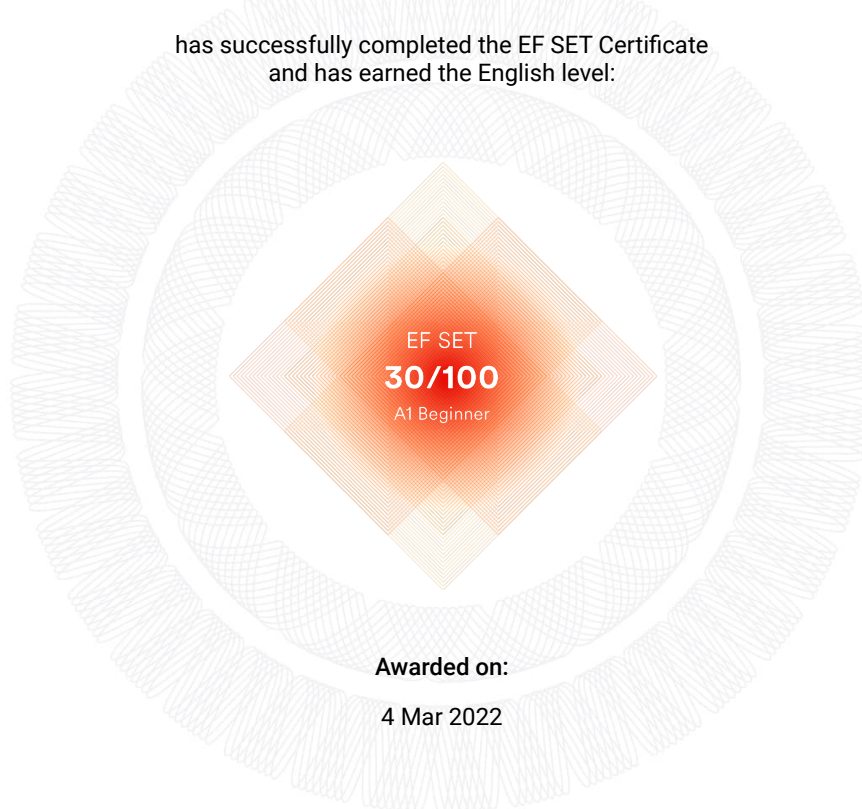 has successfully completed the EF SET Certificate
and has earned the English level:
EF SET
30/100
A1 Beginner
Awarded on:
4 Mar 2022